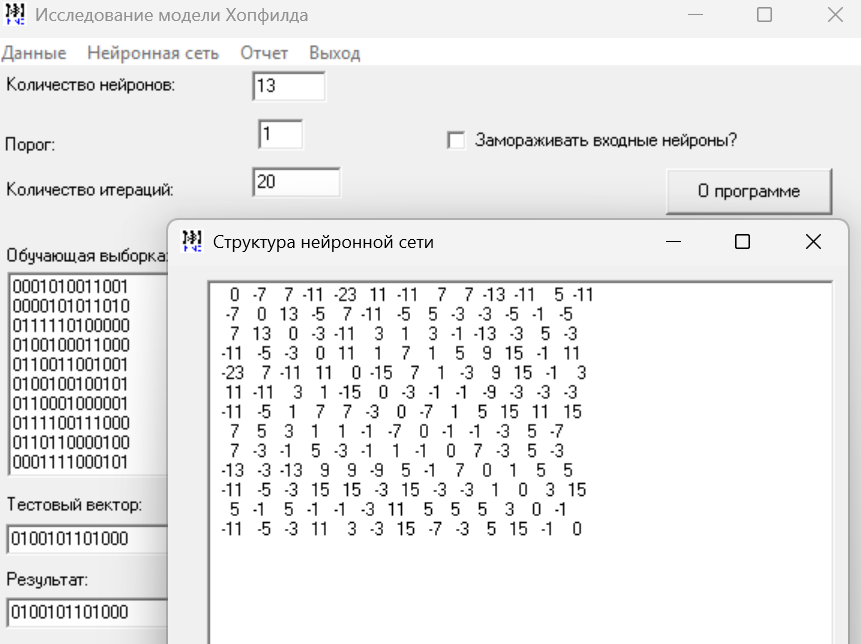 Исследование модели Хопфилда
Данные Нейронная сеть Отчет Выход
Количество нейронов: 13
Порог: 1
Замораживать входные нейроны?
Количество итераций: 20
О программе
Обучающая выборка:
0001010011001
0000101011010
0111110100000
0100100011000
0110011001001
0100100100101
0110001000001
0111100111000
0110110000100
0001111000101
Тестовый вектор:
0100101101000
Результат:
0100101101000
Структура нейронной сети
0 -7 7 -11 -23 11 -11 7 7 -13 -11 5 -11
-7 0 13 -5 7 -11 -5 5 -3 -3 -5 -1 -5
7 13 0 -3 -11 3 1 3 -1 -13 -3 5 -3
-11 -5 -3 0 11 1 7 1 5 9 15 -1 11
-23 7 -11 11 0 -15 7 1 -3 9 15 -1 3
11 -11 3 1 -15 0 -3 -1 -1 -9 -3 -3 -3
-11 -5 1 7 7 -3 0 -7 1 5 15 11 15
7 5 3 1 1 -1 -7 0 -1 -1 -3 5 -7
7 -3 -1 5 -3 -1 1 -1 0 7 -3 5 -3
-13 -3 -13 9 9 -9 5 -1 7 0 1 5 5
-11 -5 -3 15 15 -3 15 -3 -3 1 0 3 15
5 -1 5 -1 -1 -3 11 5 5 5 3 0 -1
-11 -5 -3 11 3 -3 15 -7 -3 5 15 -1 0